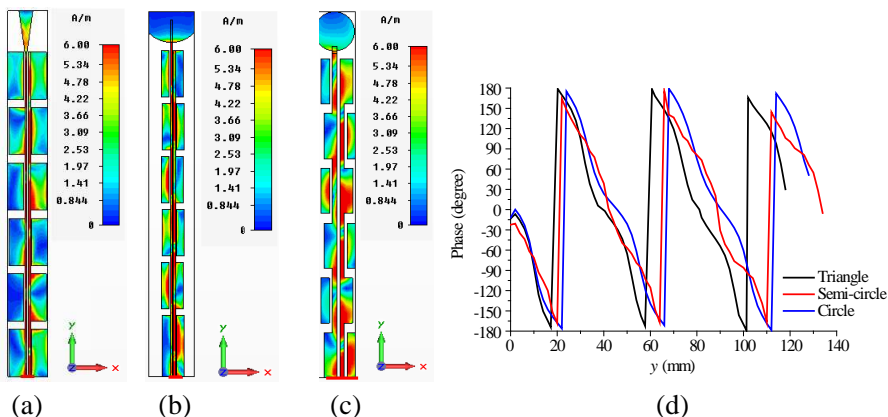 A/m
6.00
5.34
4.78
4.22
3.66
3.09
2.53
1.97
1.41
0.844
0
Y
Z
X
(a)
A/m
6.00
5.34
4.78
4.22
3.66
3.09
2.53
1.97
1.41
0.844
0
Y
Z
X
(b)
A/m
6.00
5.34
4.78
4.22
3.66
3.09
2.53
1.97
1.41
0.844
0
Y
Z
X
(c)
Phase (degree)
180
150
120
90
60
30
0
-30
-60
-90
-120
-150
-180
0 20 40 60 80 100 120 140
y (mm)
Triangle
Semi-circle
Circle
(d)